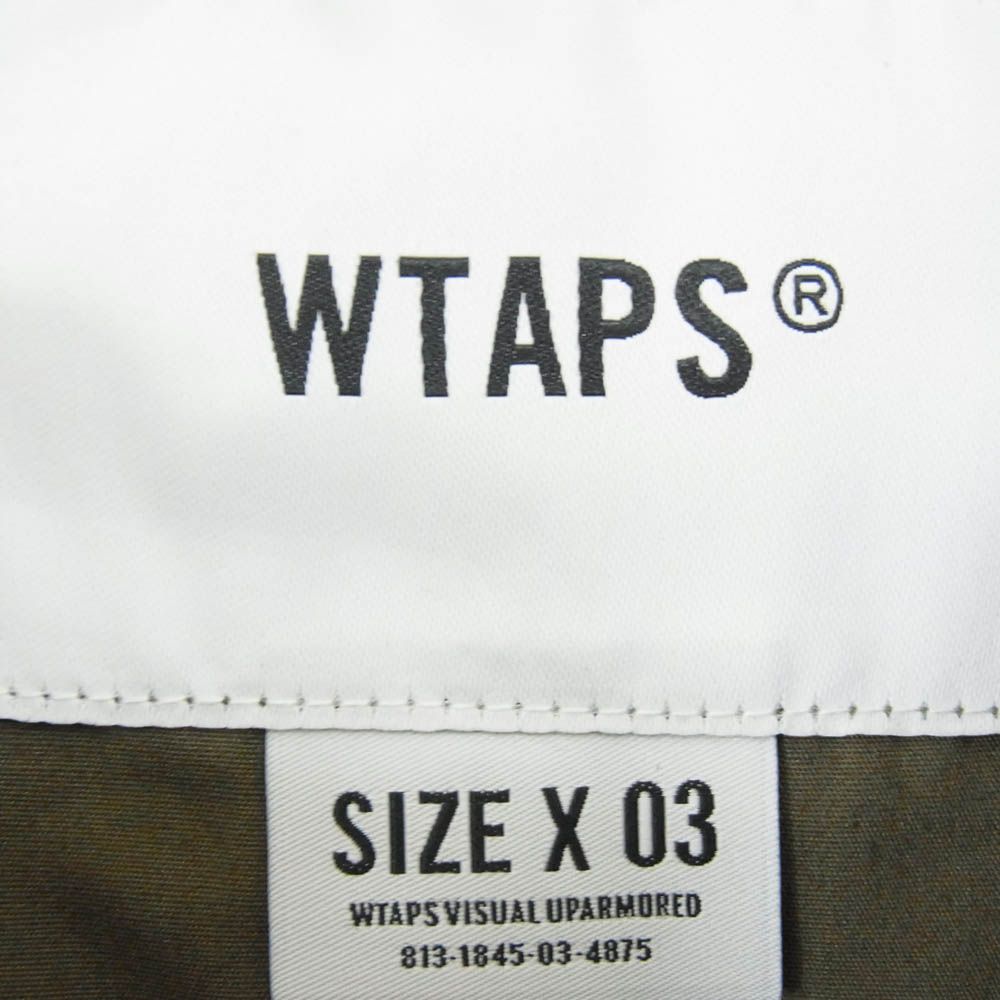 WTAPS®
SIZE X 03
WTAPS VISUAL UPARMORED
813-1845-03-4875